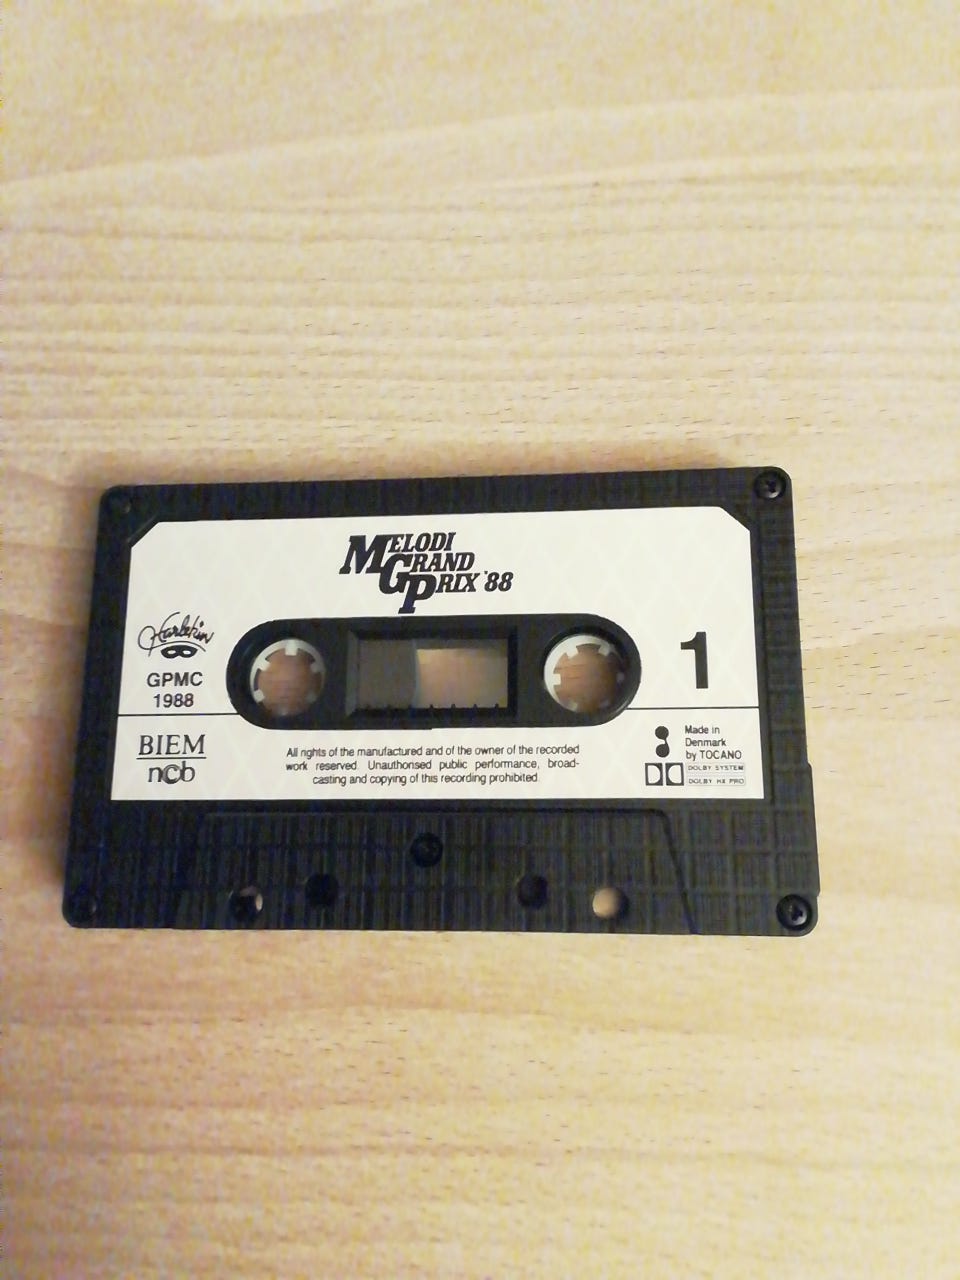 MELODI
GRAND
PRIX '88
Harlekin
GPMC
1988
1
BIEM
ncb
All rights of the manufactured and of the owner of the recorded
work reserved. Unauthorised public performance, broad-
casting and copying of this recording prohibited.
Made in
Denmark
by TOCANO
DOLBY SYSTEM
DOLBY HX PRO